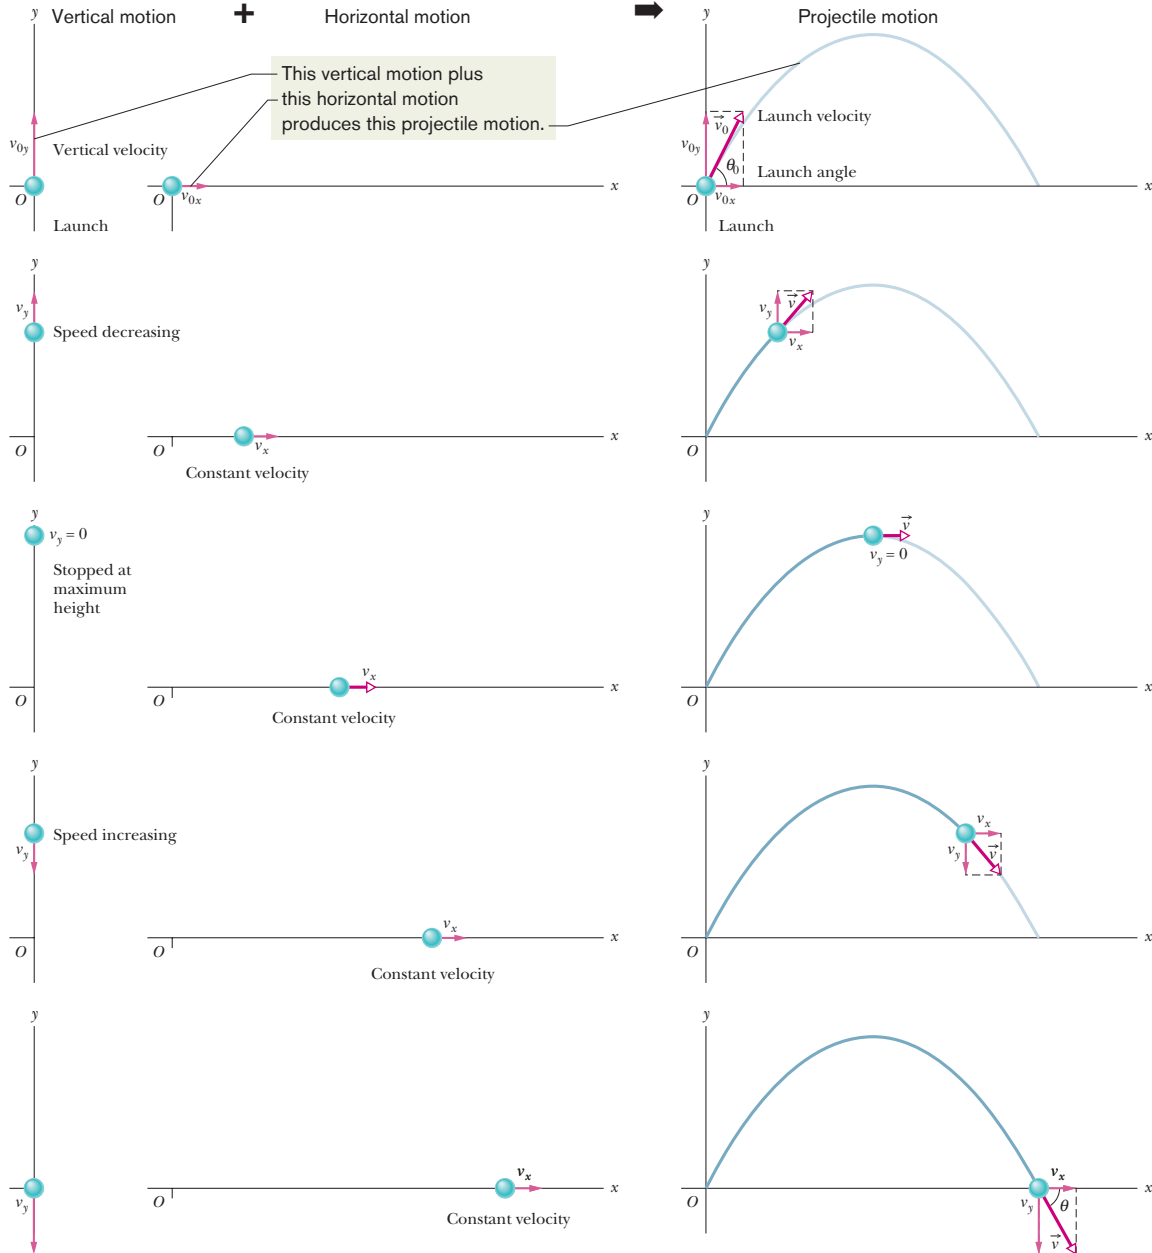 Vertical motion + Horizontal motion ➡ Projectile motion
y
y
This vertical motion plus
this horizontal motion
produces this projectile motion.
v0y
Vertical velocity
O
Launch
O
v0x
x
v0y
v⃗0
Launch velocity
θ0
Launch angle
O
v0x
x
Launch
y
vy
Speed decreasing
O
O
vx
x
Constant velocity
y
vy
v⃗
vx
O
x
y
vy = 0
Stopped at
maximum
height
O
O
vx
x
Constant velocity
y
v⃗
vy = 0
O
x
y
Speed increasing
vy
O
O
vx
x
Constant velocity
y
vx
vy
v⃗
O
x
y
vy
O
vx
x
Constant velocity
y
O
vx
x
vy
θ
v⃗